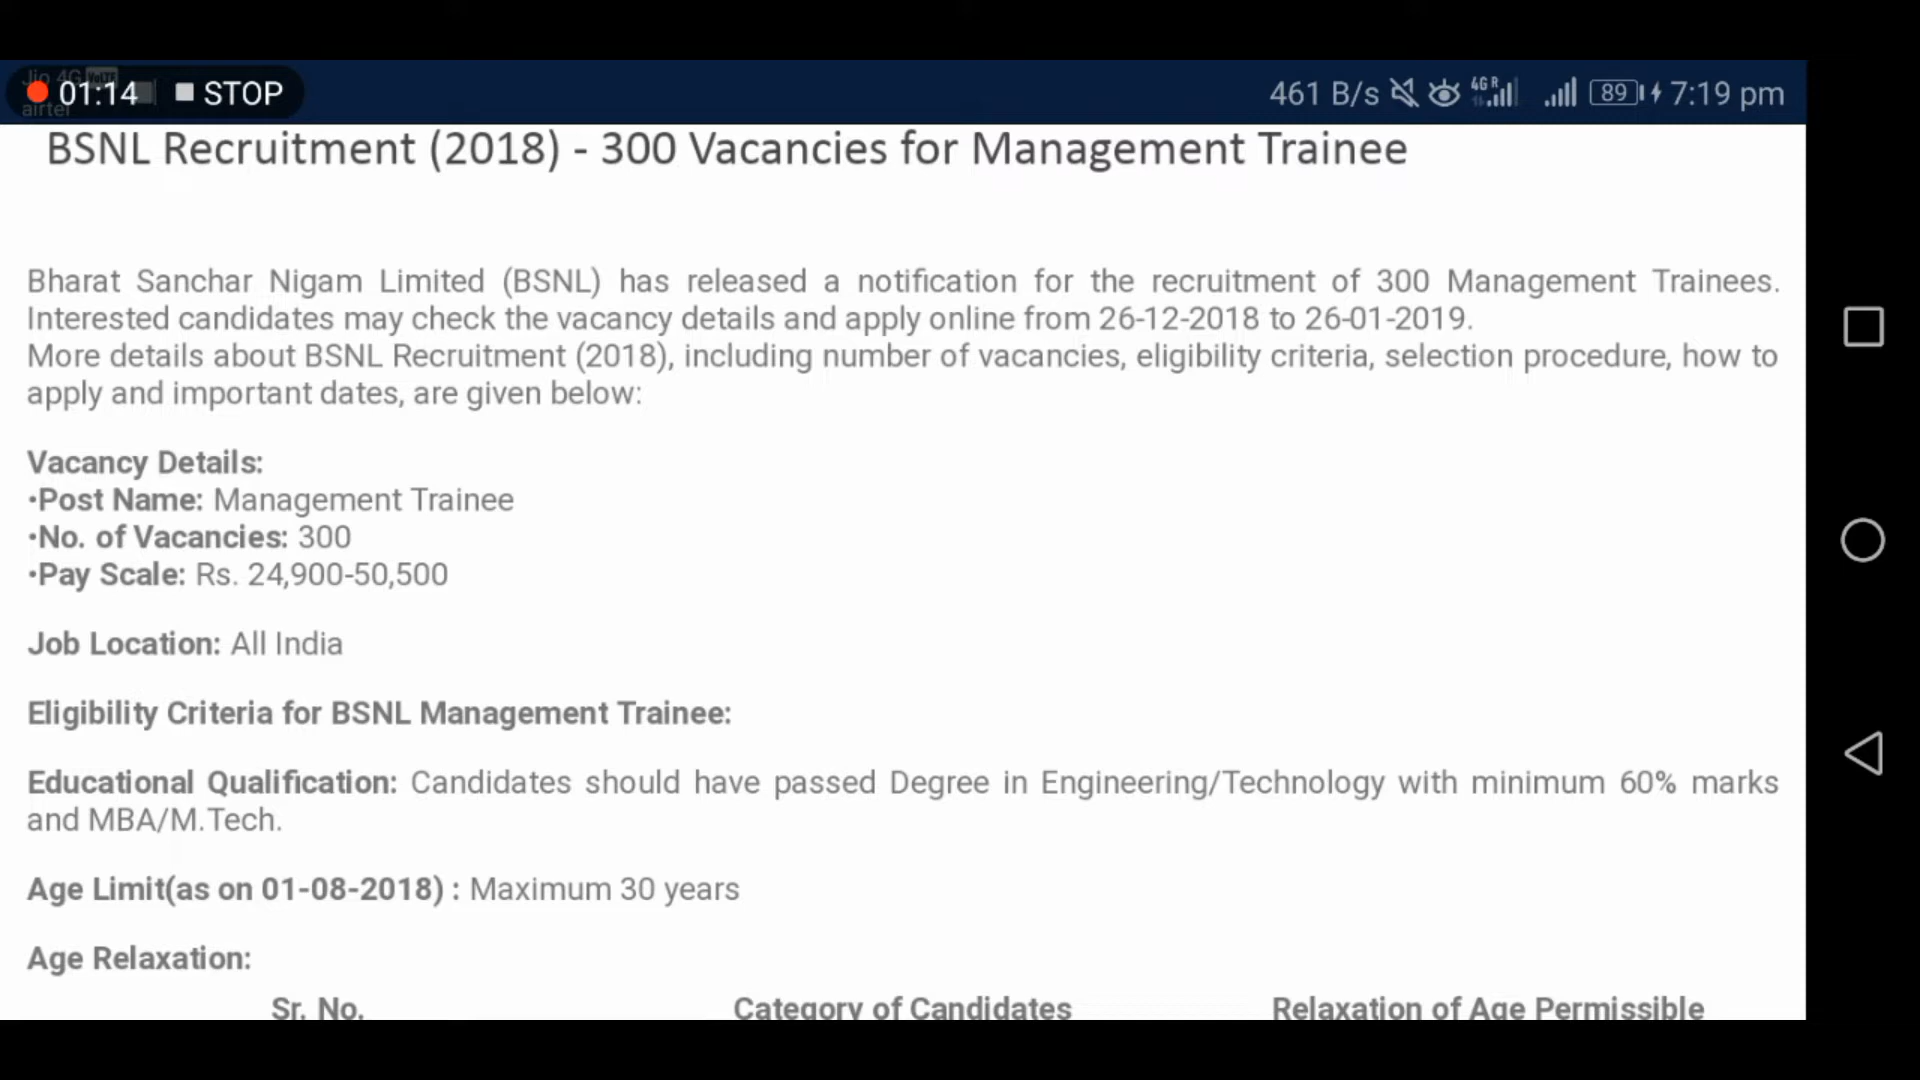 Jio 4G VoLTE
airtel
01:14 STOP
461 B/s 4G R 89 7:19 pm
BSNL Recruitment (2018) - 300 Vacancies for Management Trainee
Bharat Sanchar Nigam Limited (BSNL) has released a notification for the recruitment of 300 Management Trainees.
Interested candidates may check the vacancy details and apply online from 26-12-2018 to 26-01-2019.
More details about BSNL Recruitment (2018), including number of vacancies, eligibility criteria, selection procedure, how to
apply and important dates, are given below:
Vacancy Details:
•Post Name: Management Trainee
•No. of Vacancies: 300
•Pay Scale: Rs. 24,900-50,500
Job Location: All India
Eligibility Criteria for BSNL Management Trainee:
Educational Qualification: Candidates should have passed Degree in Engineering/Technology with minimum 60% marks
and MBA/M.Tech.
Age Limit(as on 01-08-2018) : Maximum 30 years
Age Relaxation:
Sr. No. Category of Candidates Relaxation of Age Permissible